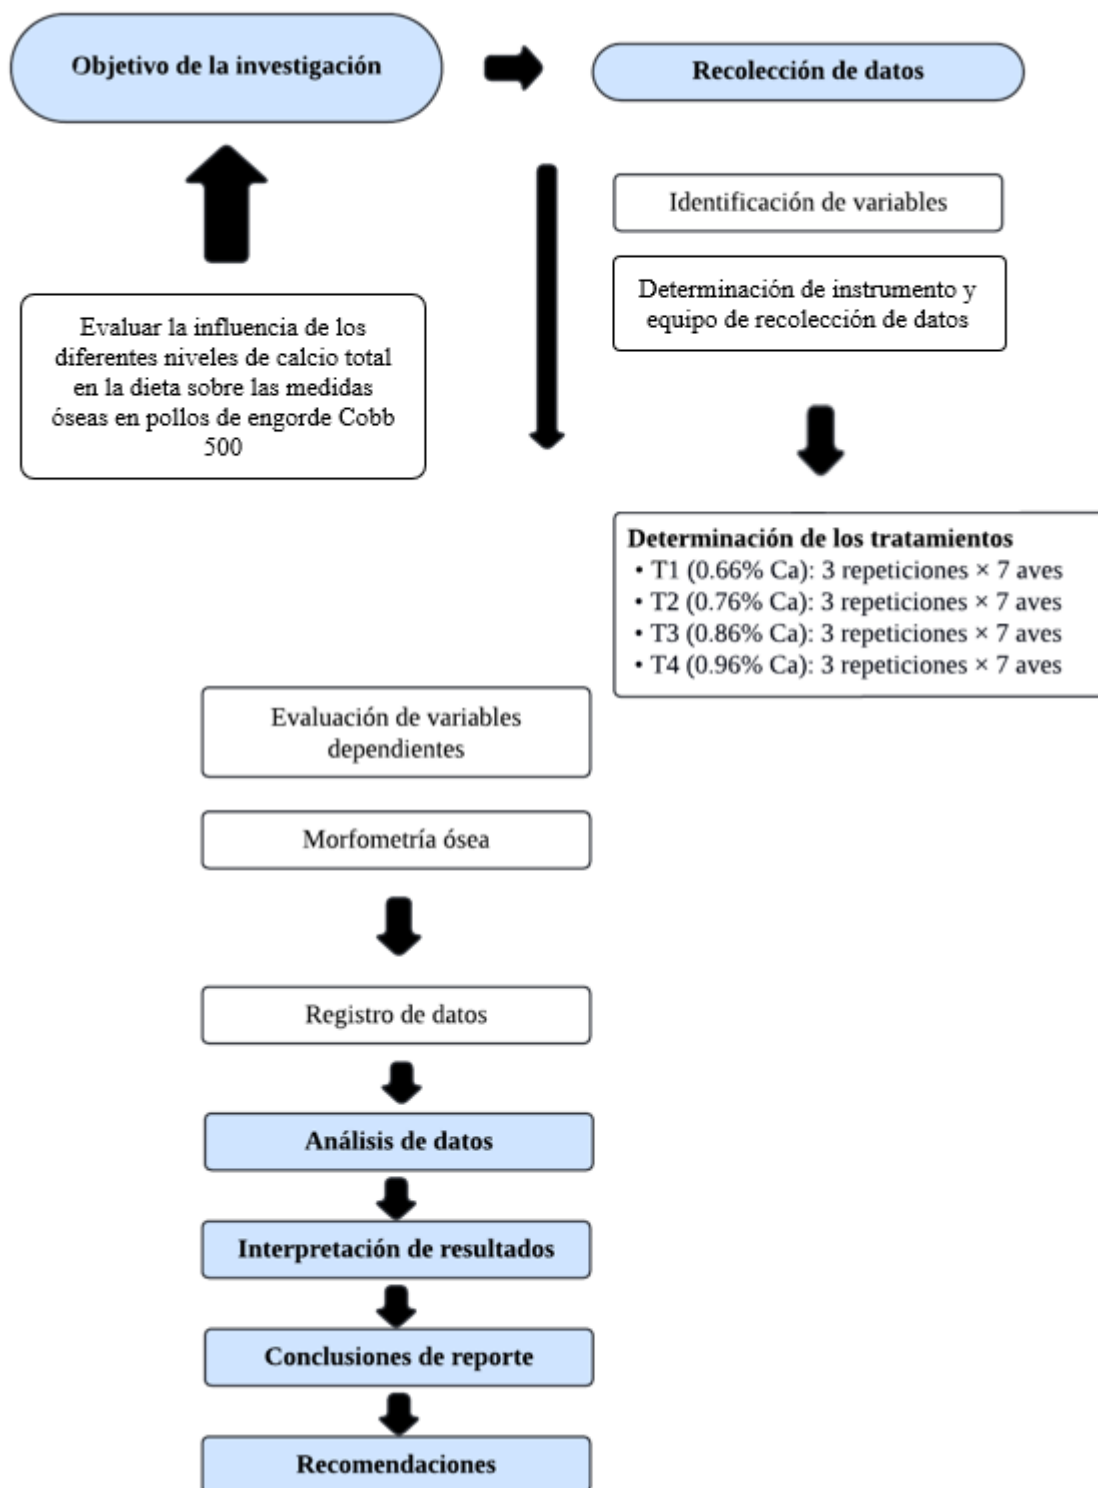 Objetivo de la investigación
Recolección de datos
Identificación de variables
Determinación de instrumento y
equipo de recolección de datos
Evaluar la influencia de los
diferentes niveles de calcio total
en la dieta sobre las medidas
óseas en pollos de engorde Cobb
500
Determinación de los tratamientos
• T1 (0.66% Ca): 3 repeticiones × 7 aves
• T2 (0.76% Ca): 3 repeticiones × 7 aves
• T3 (0.86% Ca): 3 repeticiones × 7 aves
• T4 (0.96% Ca): 3 repeticiones × 7 aves
Evaluación de variables
dependientes
Morfometría ósea
Registro de datos
Análisis de datos
Interpretación de resultados
Conclusiones de reporte
Recomendaciones